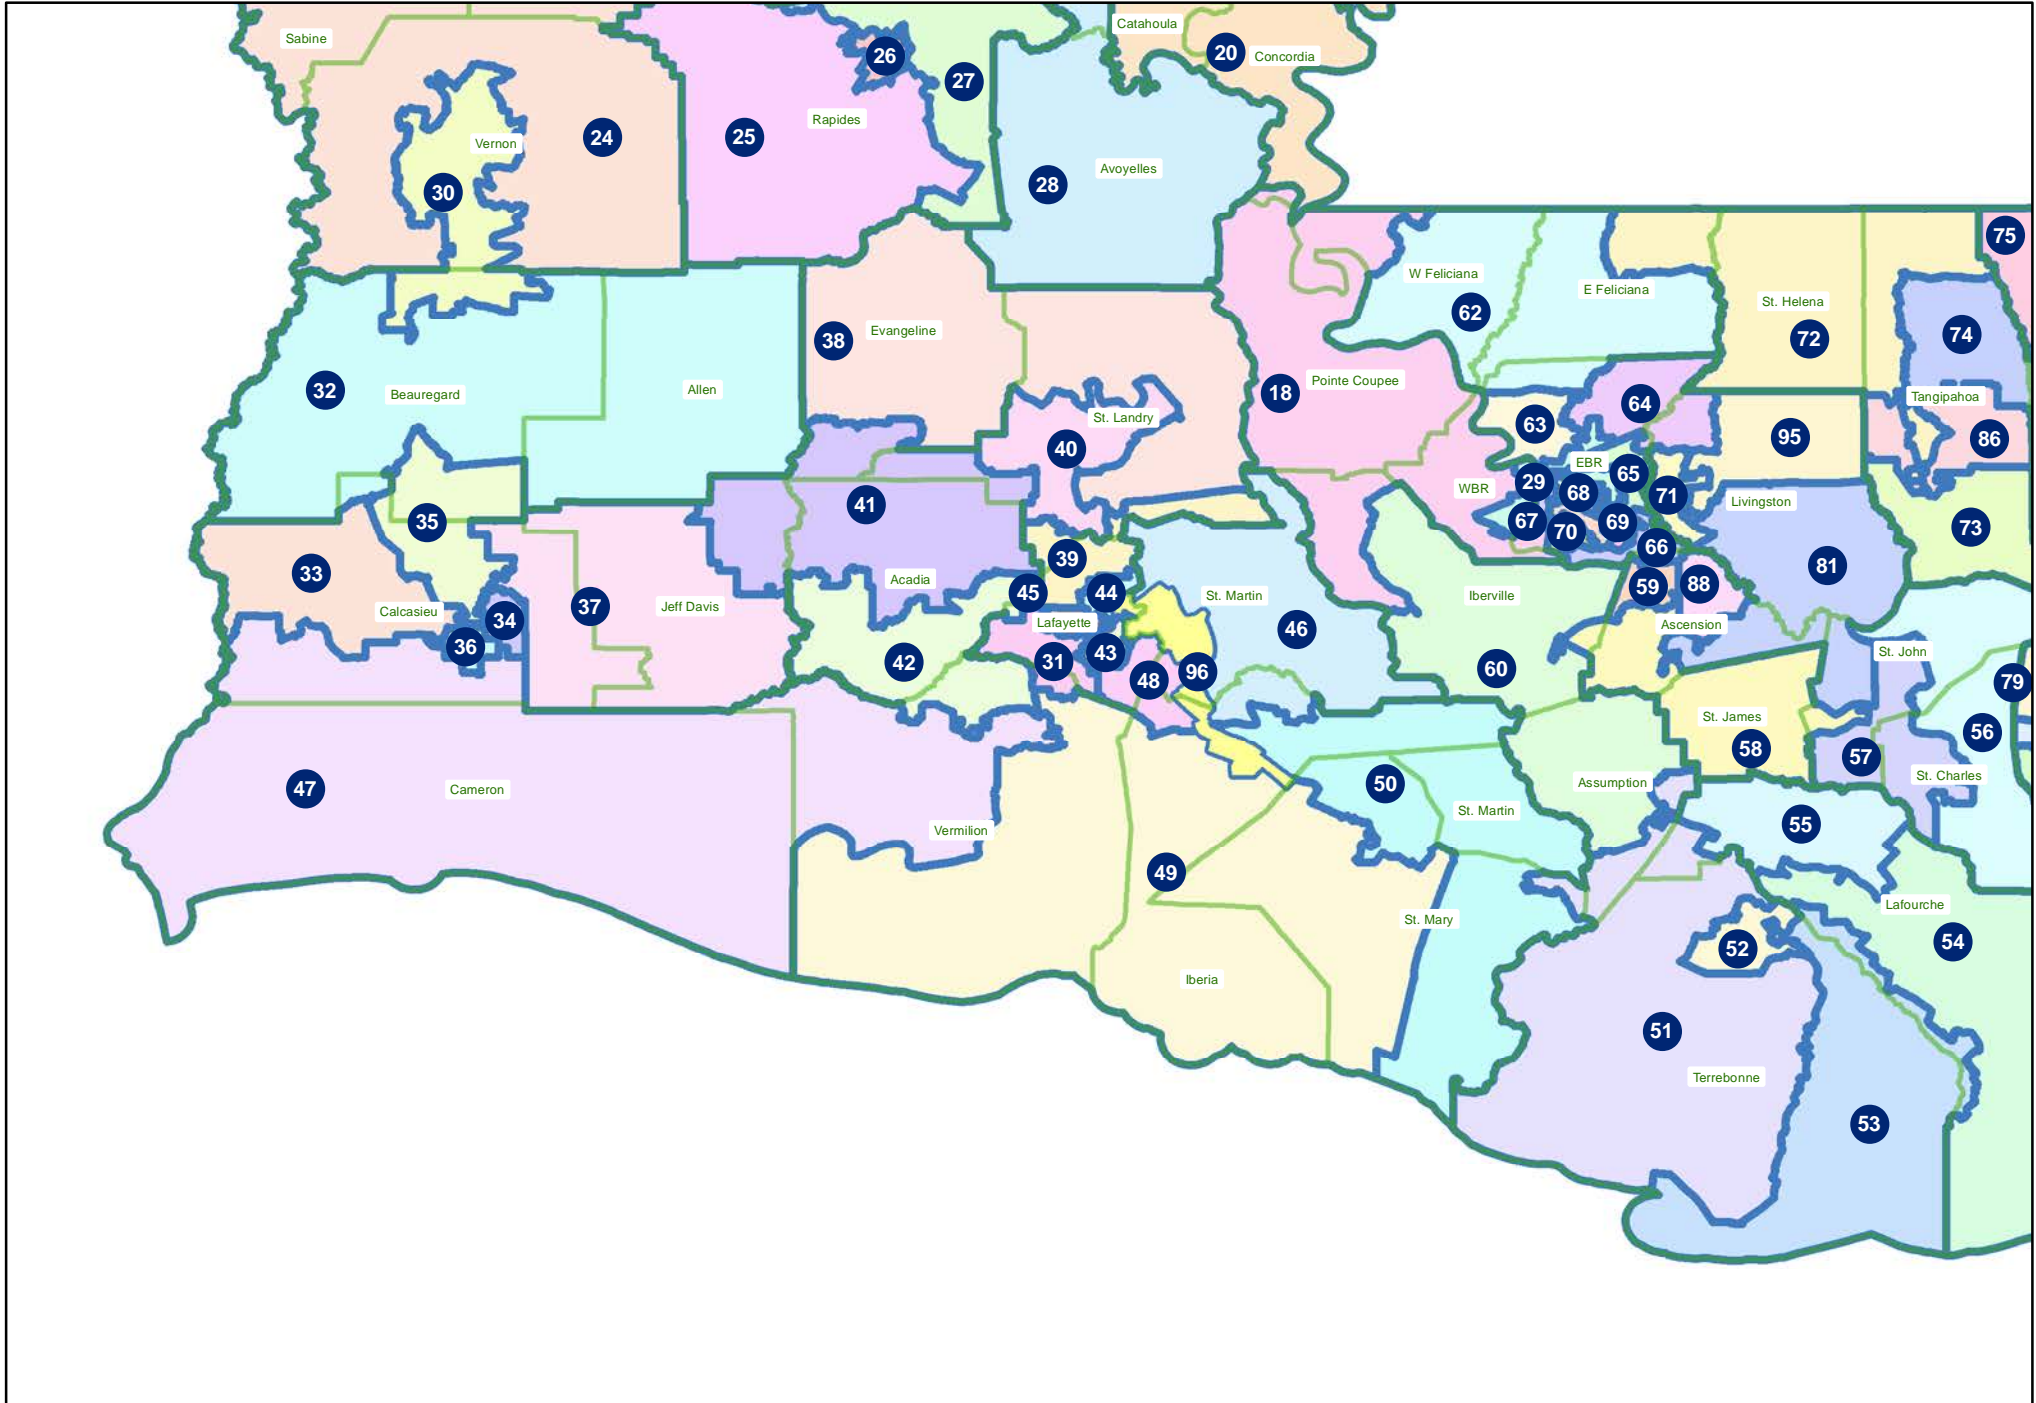 Catahoula
Sabine
20
Concordia
26
27
Rapides
24
25
Vernon
Avoyelles
28
30
75
W Feliciana
E Feliciana
St. Helena
62
Evangeline
38
72
74
Pointe Coupee
32
Beauregard
Allen
18
Tangipahoa
64
St. Landry
63
95
86
40
EBR
65
29
WBR
68
71
Livingston
41
35
67
70
69
73
66
39
33
81
Acadia
59
88
45
44
St. Martin
Iberville
37
Jeff Davis
Calcasieu
34
Lafayette
46
Ascension
36
43
St. John
31
42
60
96
48
79
St. James
56
58
57
50
Assumption
St. Charles
47
Cameron
St. Martin
Vermilion
55
49
St. Mary
Lafourche
54
52
Iberia
51
Terrebonne
53